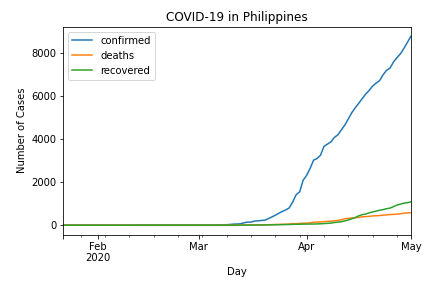 COVID-19 in Philippines
confirmed
deaths
recovered
Number of Cases
8000
6000
4000
2000
0
Feb
2020
Mar
Apr
May
Day